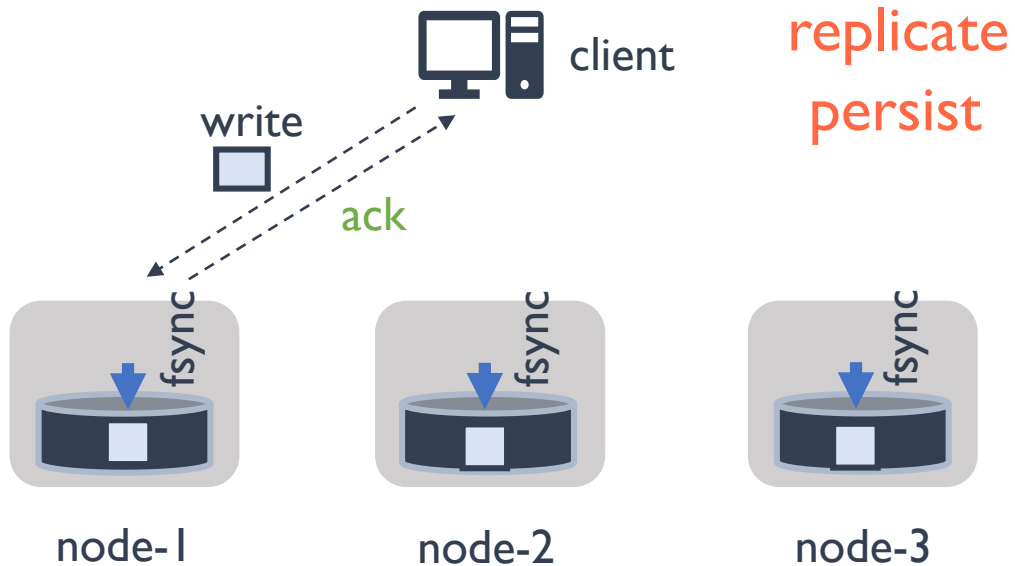 replicate
client
persist
write
ack
fsync
fsync
fsync
node-1
node-2
node-3